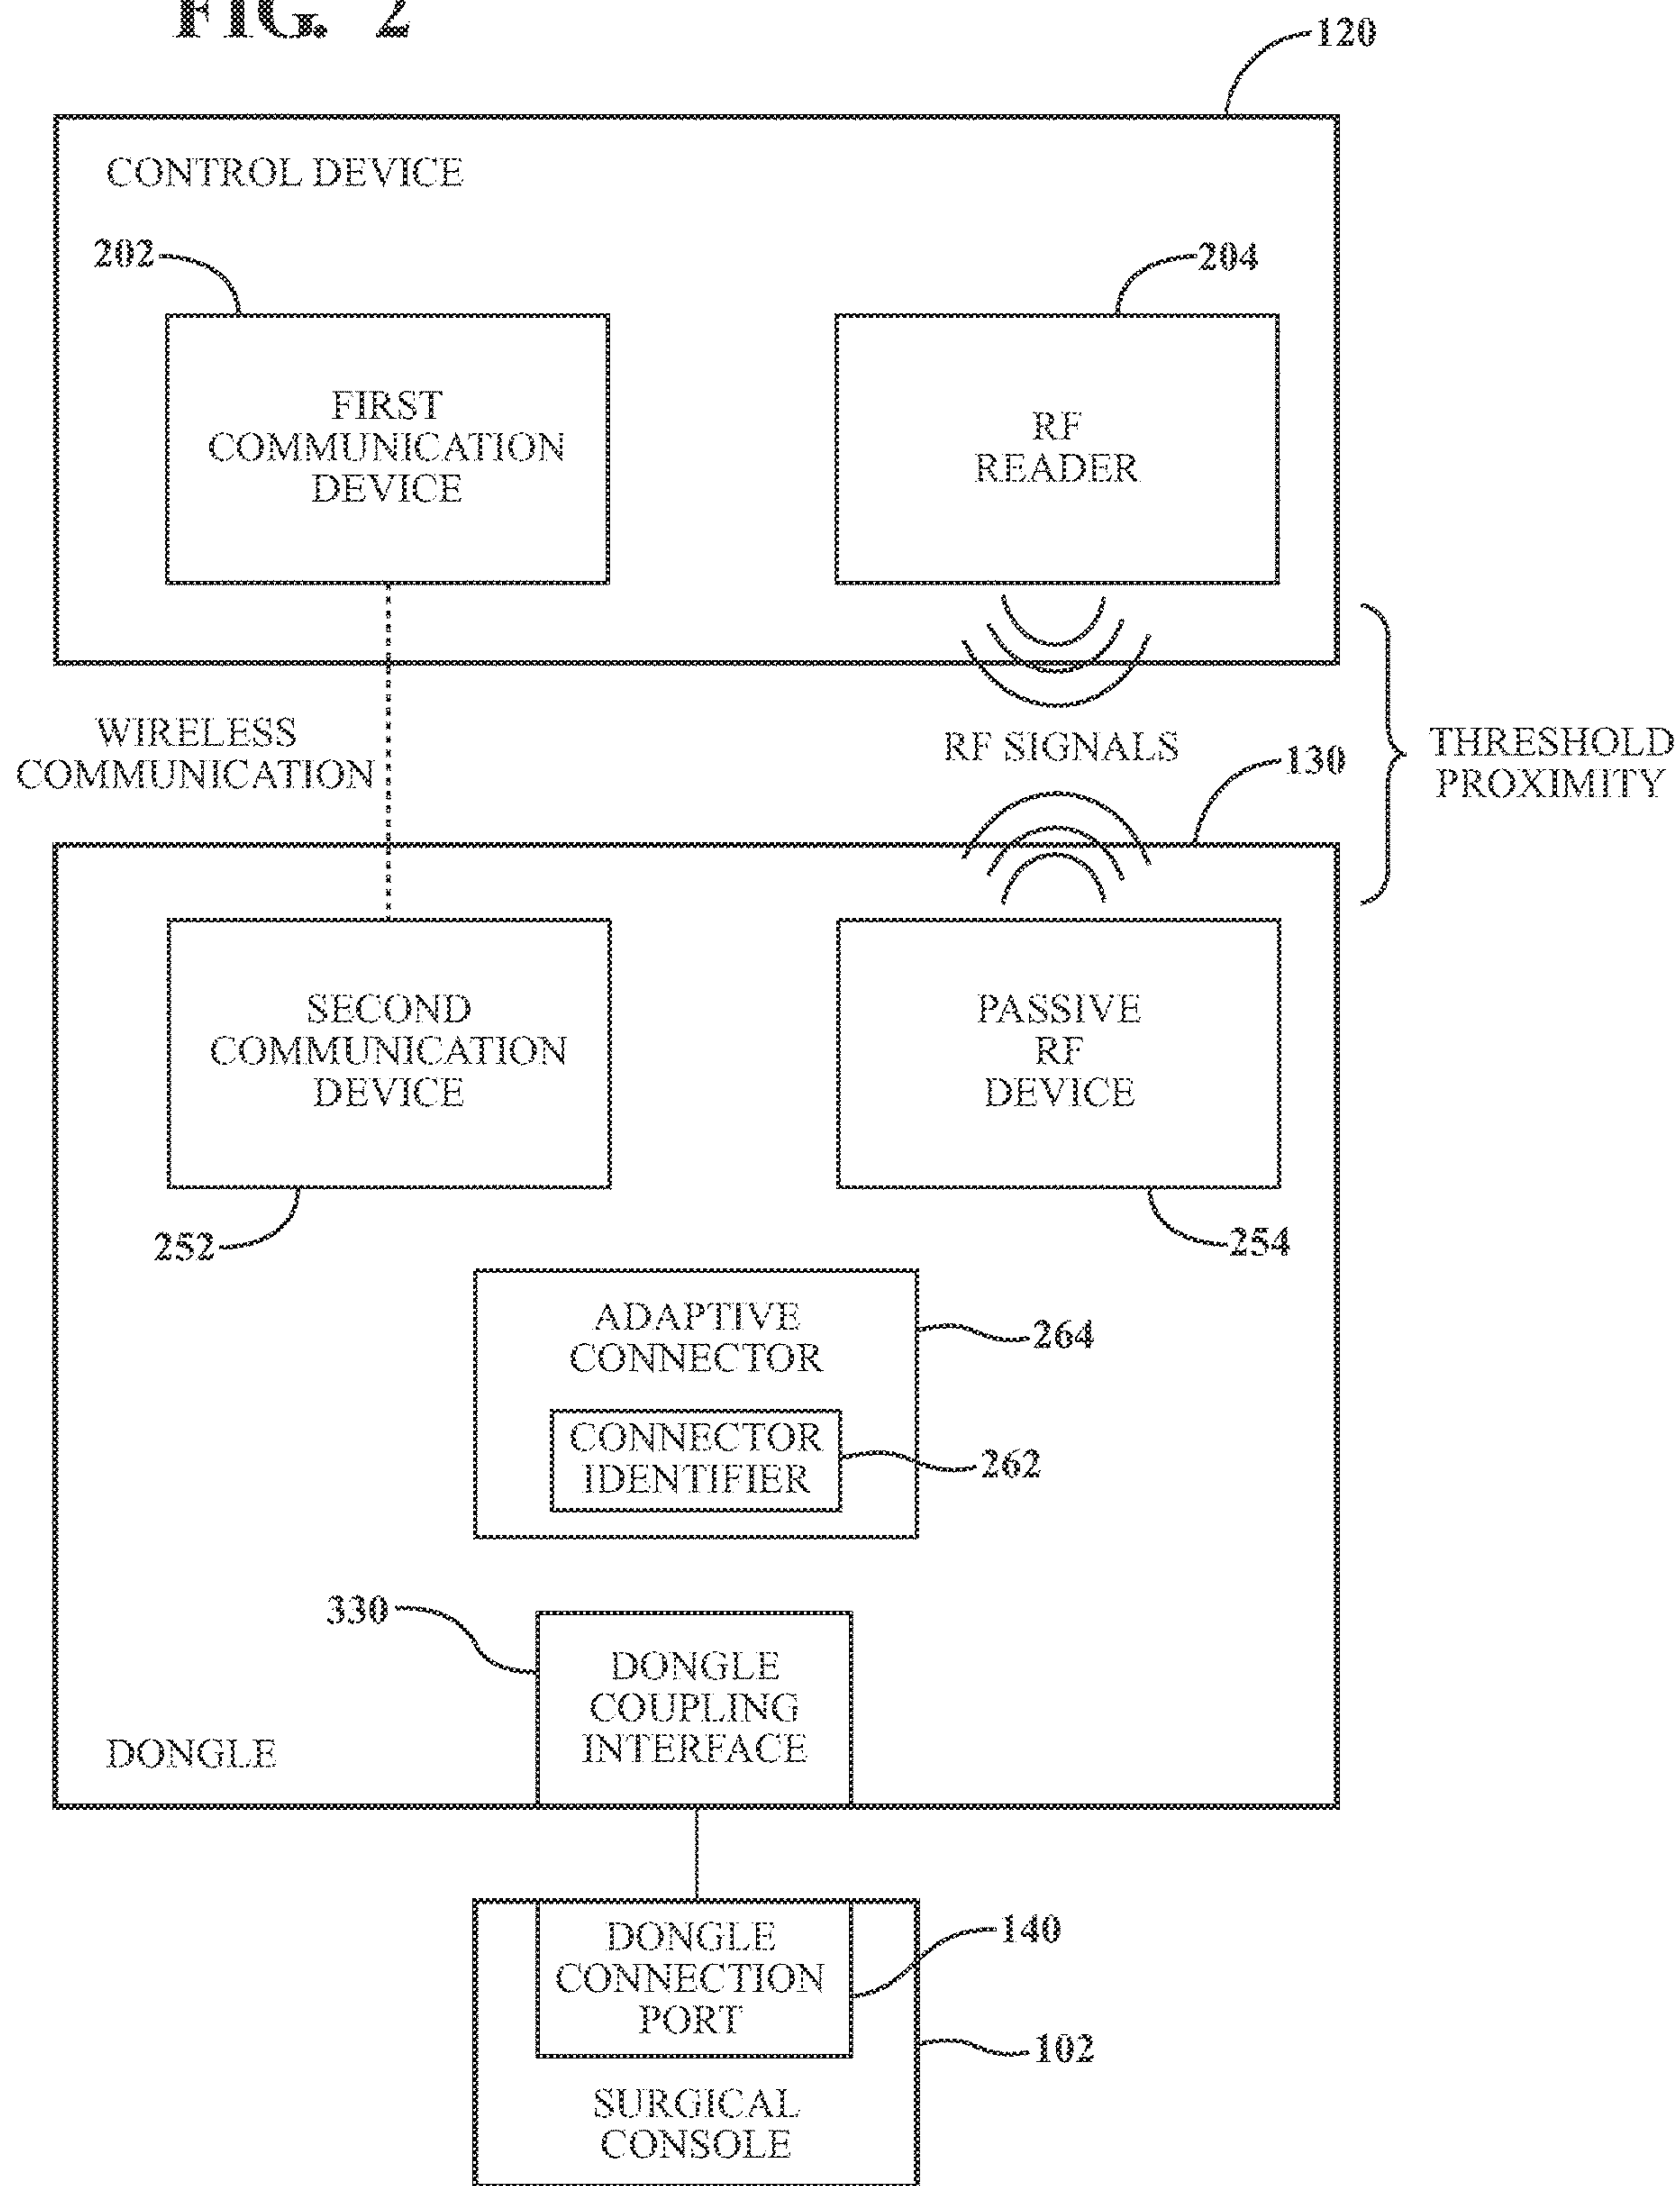 FIG. 2
120
CONTROL DEVICE
202
204
FIRST
COMMUNICATION
DEVICE
RF
READER
WIRELESS
COMMUNICATION
RF SIGNALS
130
THRESHOLD
PROXIMITY
SECOND
COMMUNICATION
DEVICE
PASSIVE
RF
DEVICE
252
254
ADAPTIVE
CONNECTOR
264
CONNECTOR
IDENTIFIER
262
330
DONGLE
COUPLING
INTERFACE
DONGLE
DONGLE
CONNECTION
PORT
140
102
SURGICAL
CONSOLE